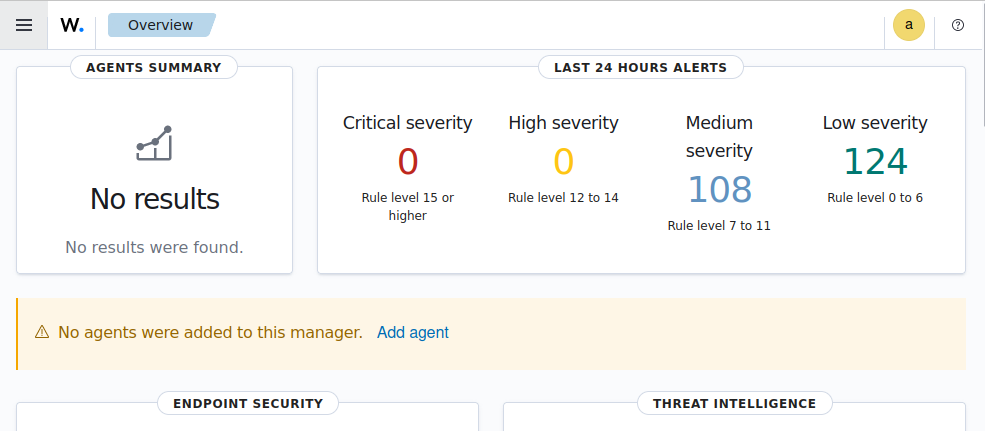 W.
Overview
a
AGENTS SUMMARY
No results
No results were found.
LAST 24 HOURS ALERTS
Critical severity
0
Rule level 15 or
higher
High severity
0
Rule level 12 to 14
Medium
severity
108
Rule level 7 to 11
Low severity
124
Rule level 0 to 6
No agents were added to this manager. Add agent
ENDPOINT SECURITY
THREAT INTELLIGENCE